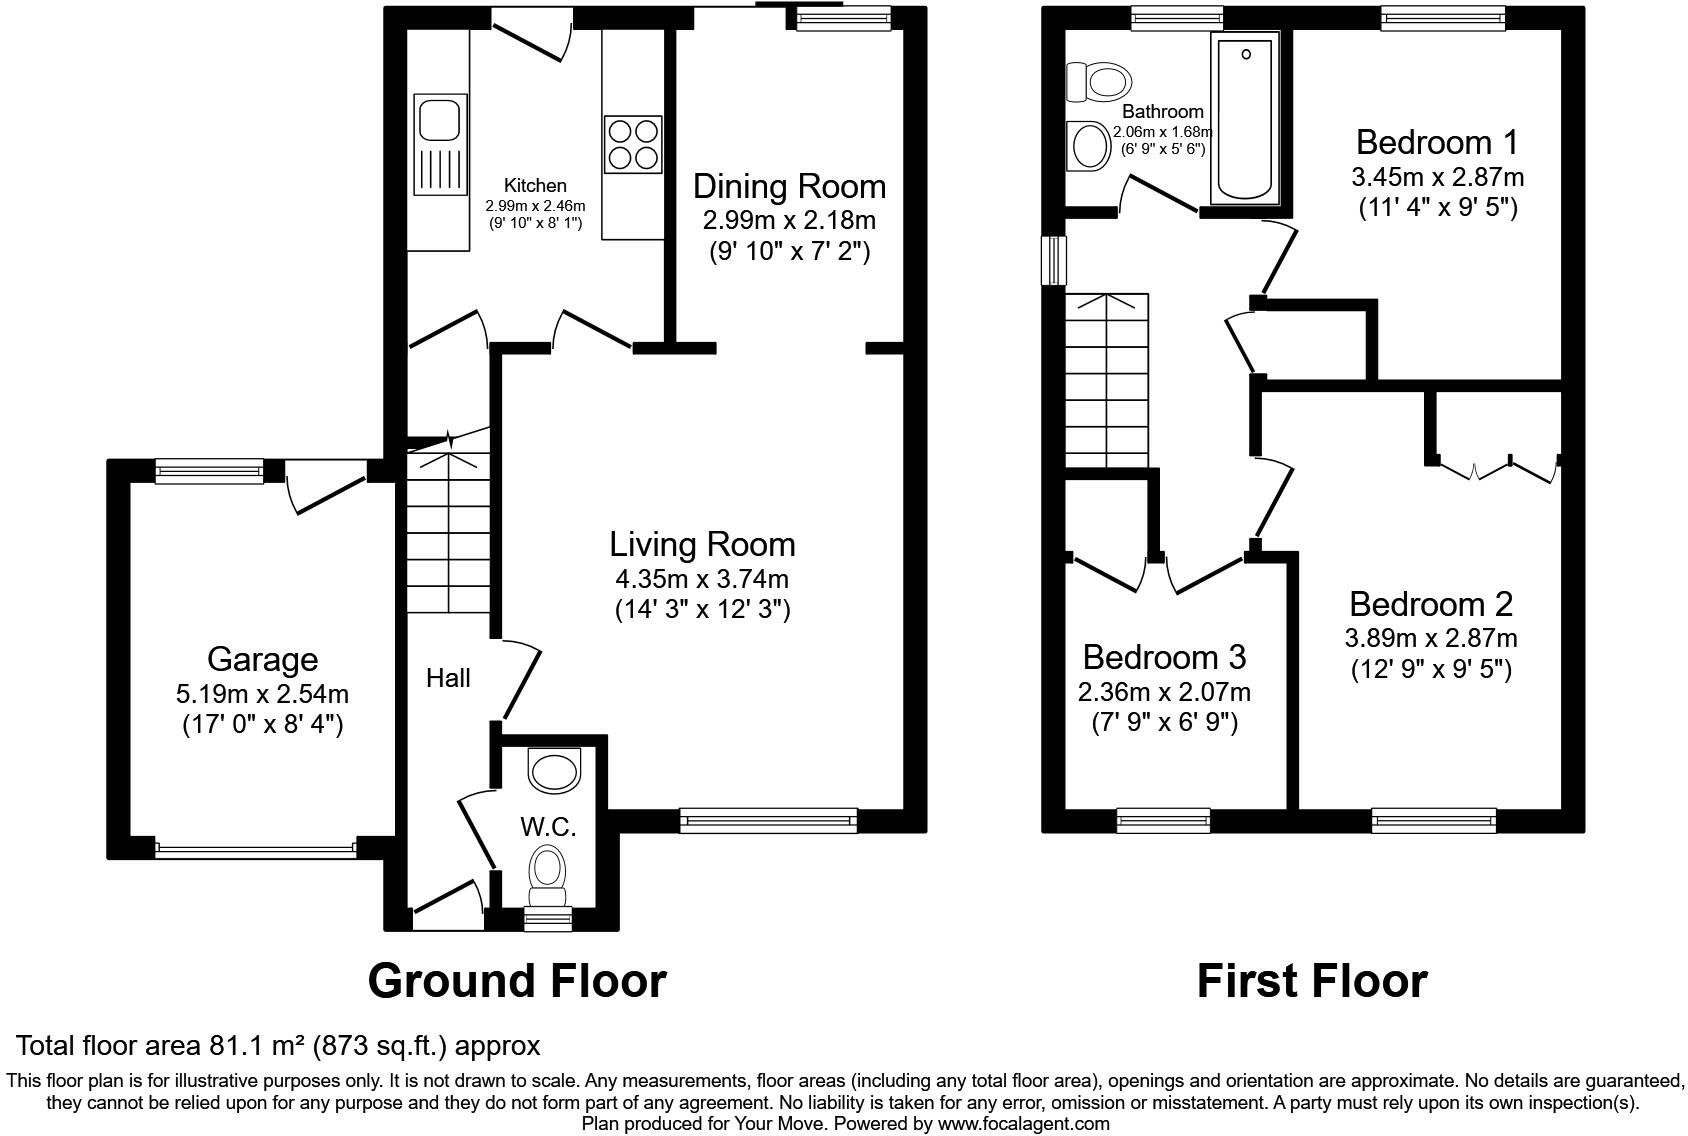 Bathroom
2.06m x 1.68m
(6' 9" x 5' 6")
Bedroom 1
3.45m x 2.87m
(11' 4" x 9' 5")
Kitchen
2.99m x 2.46m
(9' 10" x 8' 1")
Dining Room
2.99m x 2.18m
(9' 10" x 7' 2")
Living Room
4.35m x 3.74m
(14' 3" x 12' 3")
Bedroom 2
3.89m x 2.87m
(12' 9" x 9' 5")
Garage
5.19m x 2.54m
(17' 0" x 8' 4")
Hall
Bedroom 3
2.36m x 2.07m
(7' 9" x 6' 9")
W.C.
Ground Floor
First Floor
Total floor area 81.1 m² (873 sq.ft.) approx
This floor plan is for illustrative purposes only. It is not drawn to scale. Any measurements, floor areas (including any total floor area), openings and orientation are approximate. No details are guaranteed,
they cannot be relied upon for any purpose and they do not form part of any agreement. No liability is taken for any error, omission or misstatement. A party must rely upon its own inspection(s).
Plan produced for Your Move. Powered by www.focalagent.com